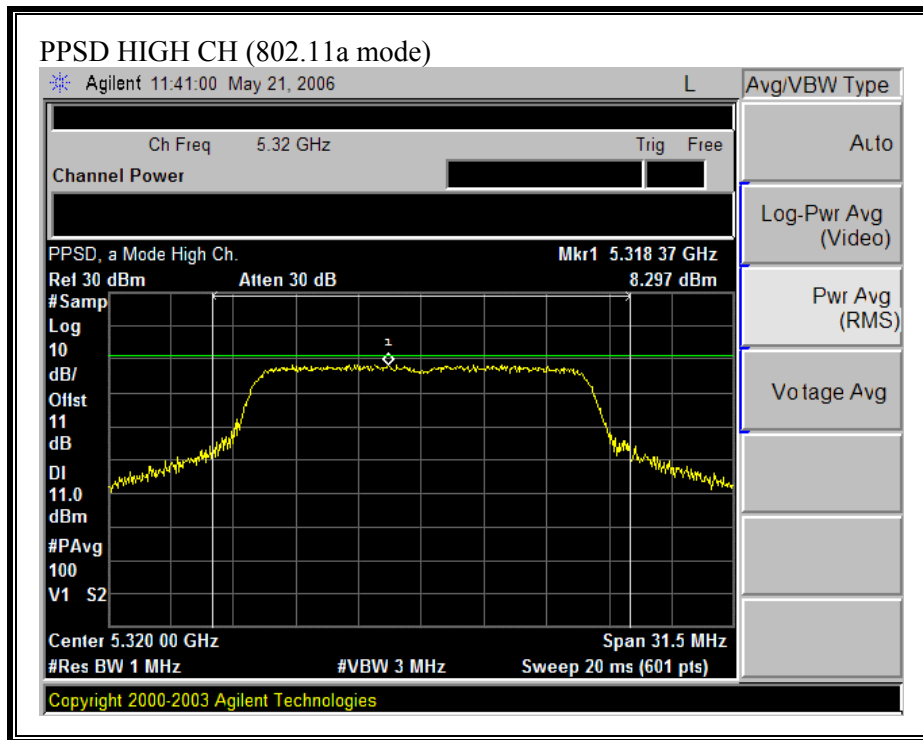 PPSD HIGH CH (802.11a mode)
Agilent 11:41:00 May 21, 2006 L
Avg/VBW Type
Ch Freq 5.32 GHz Trig Free
Channel Power
Auto
Log-Pwr Avg
(Video)
Pwr Avg
(RMS)
Votage Avg
PPSD, a Mode High Ch. Mkr1 5.318 37 GHz
Ref 30 dBm Atten 30 dB 8.297 dBm
#Samp
Log
10
dB/
Offst
11
dB
DI
11.0
dBm
#PAvg
100
V1 S2
1
Center 5.320 00 GHz Span 31.5 MHz
#Res BW 1 MHz #VBW 3 MHz Sweep 20 ms (601 pts)
Copyright 2000-2003 Agilent Technologies